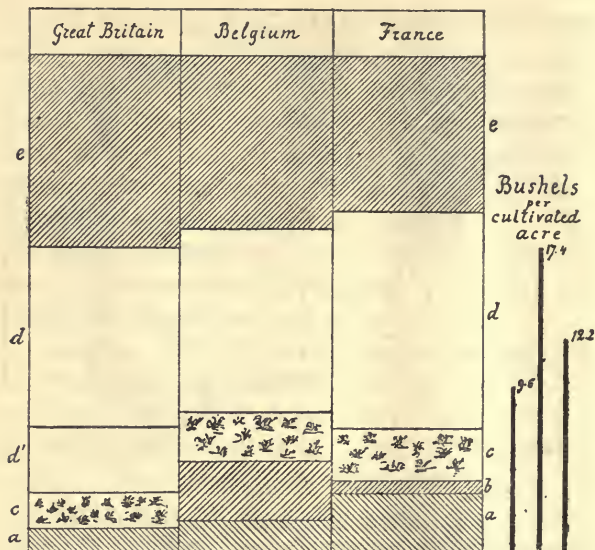 Great Britain Belgium France
e e
Bushels
per
cultivated
acre
17.4
d d
12.2
9.6
d' c
c b
a a